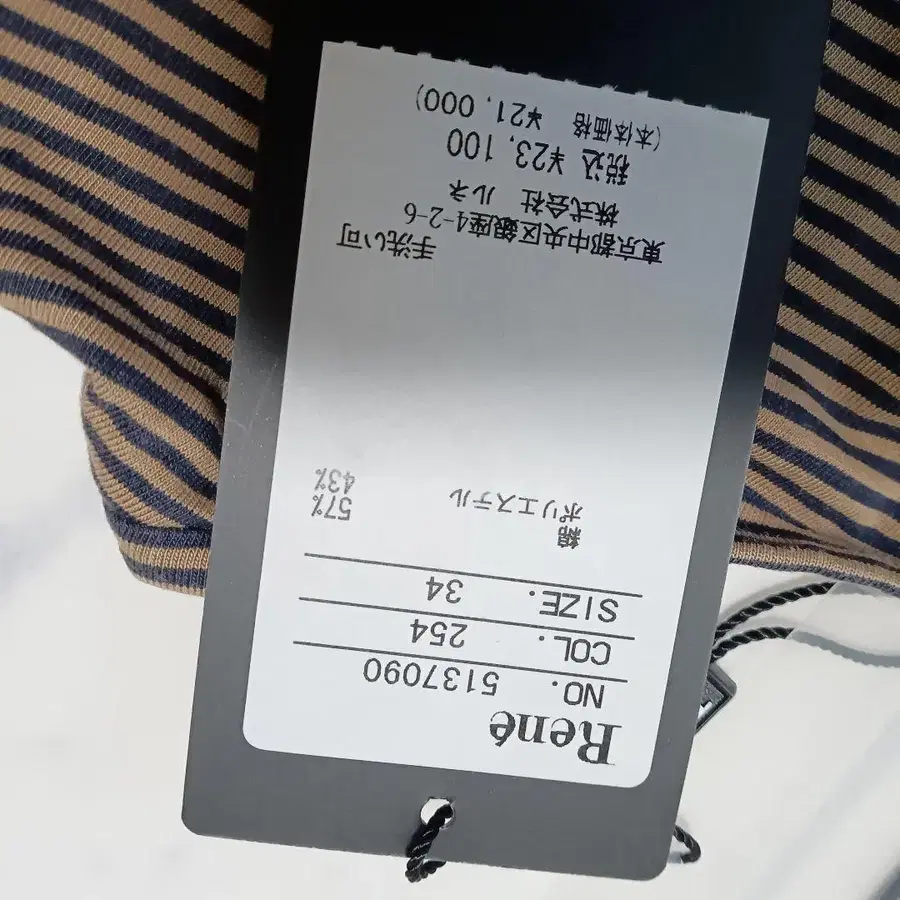 René
NO. 5137090
COL. 254
SIZE. 34
綿 57%
ポリエステル 43%
手洗い可
東京都中央区銀座4-2-6
株式会社 ルネ
税込 ¥23,100
(本体価格 ¥21,000)